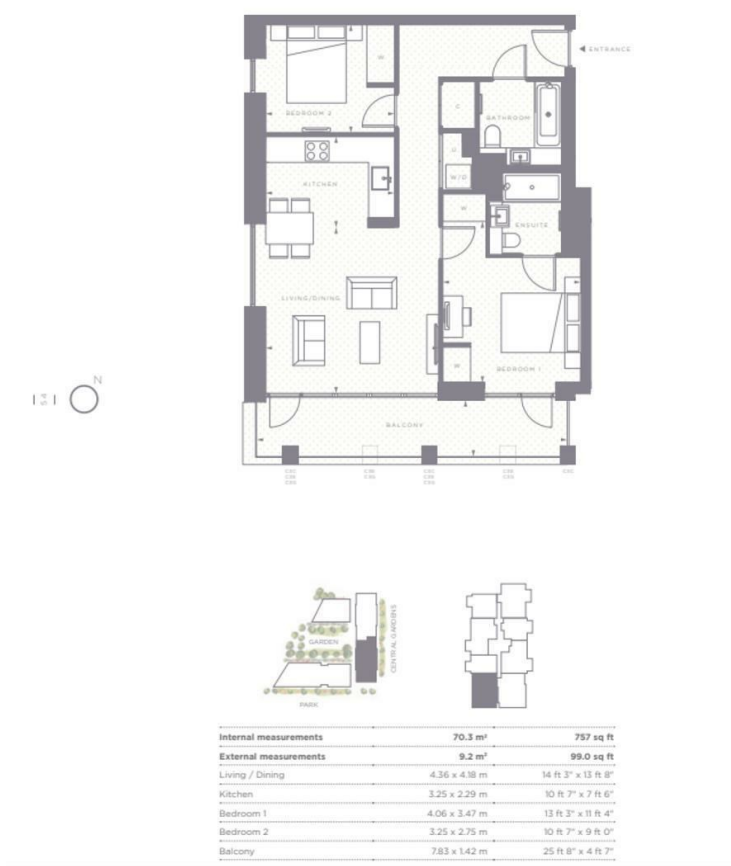 ENTRANCE
W
BEDROOM 2
C
BATHROOM
U
KITCHEN
W/D
W
ENSUITE
LIVING/DINING
W
BEDROOM 1
N
BALCONY
GARDEN
CENTRAL GARDENS
PARK
Internal measurements 70.3 m² 757 sq ft
External measurements 9.2 m² 99.0 sq ft
Living / Dining 4.36 x 4.18 m 14 ft 3" x 13 ft 8"
Kitchen 3.25 x 2.29 m 10 ft 7" x 7 ft 6"
Bedroom 1 4.06 x 3.47 m 13 ft 3" x 11 ft 4"
Bedroom 2 3.25 x 2.75 m 10 ft 7" x 9 ft 0"
Balcony 7.83 x 1.42 m 25 ft 8" x 4 ft 7"